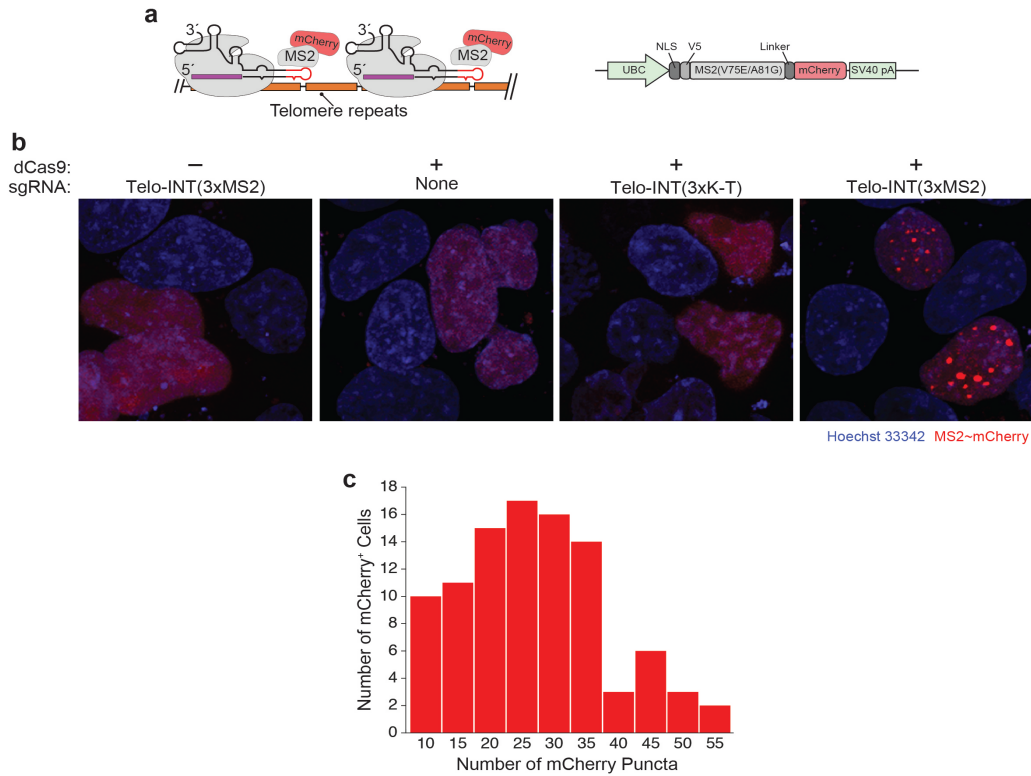 a
3´
mCherry
MS2
3´
mCherry
MS2
5´
5´
Telomere repeats
NLS V5 Linker
UBC MS2(V75E/A81G) mCherry SV40 pA
b
dCas9: – + + +
sgRNA: Telo-INT(3xMS2) None Telo-INT(3xK-T) Telo-INT(3xMS2)
Hoechst 33342 MS2~mCherry
c
Number of mCherry⁺ Cells
18
16
14
12
10
8
6
4
2
0
10 15 20 25 30 35 40 45 50 55
Number of mCherry Puncta